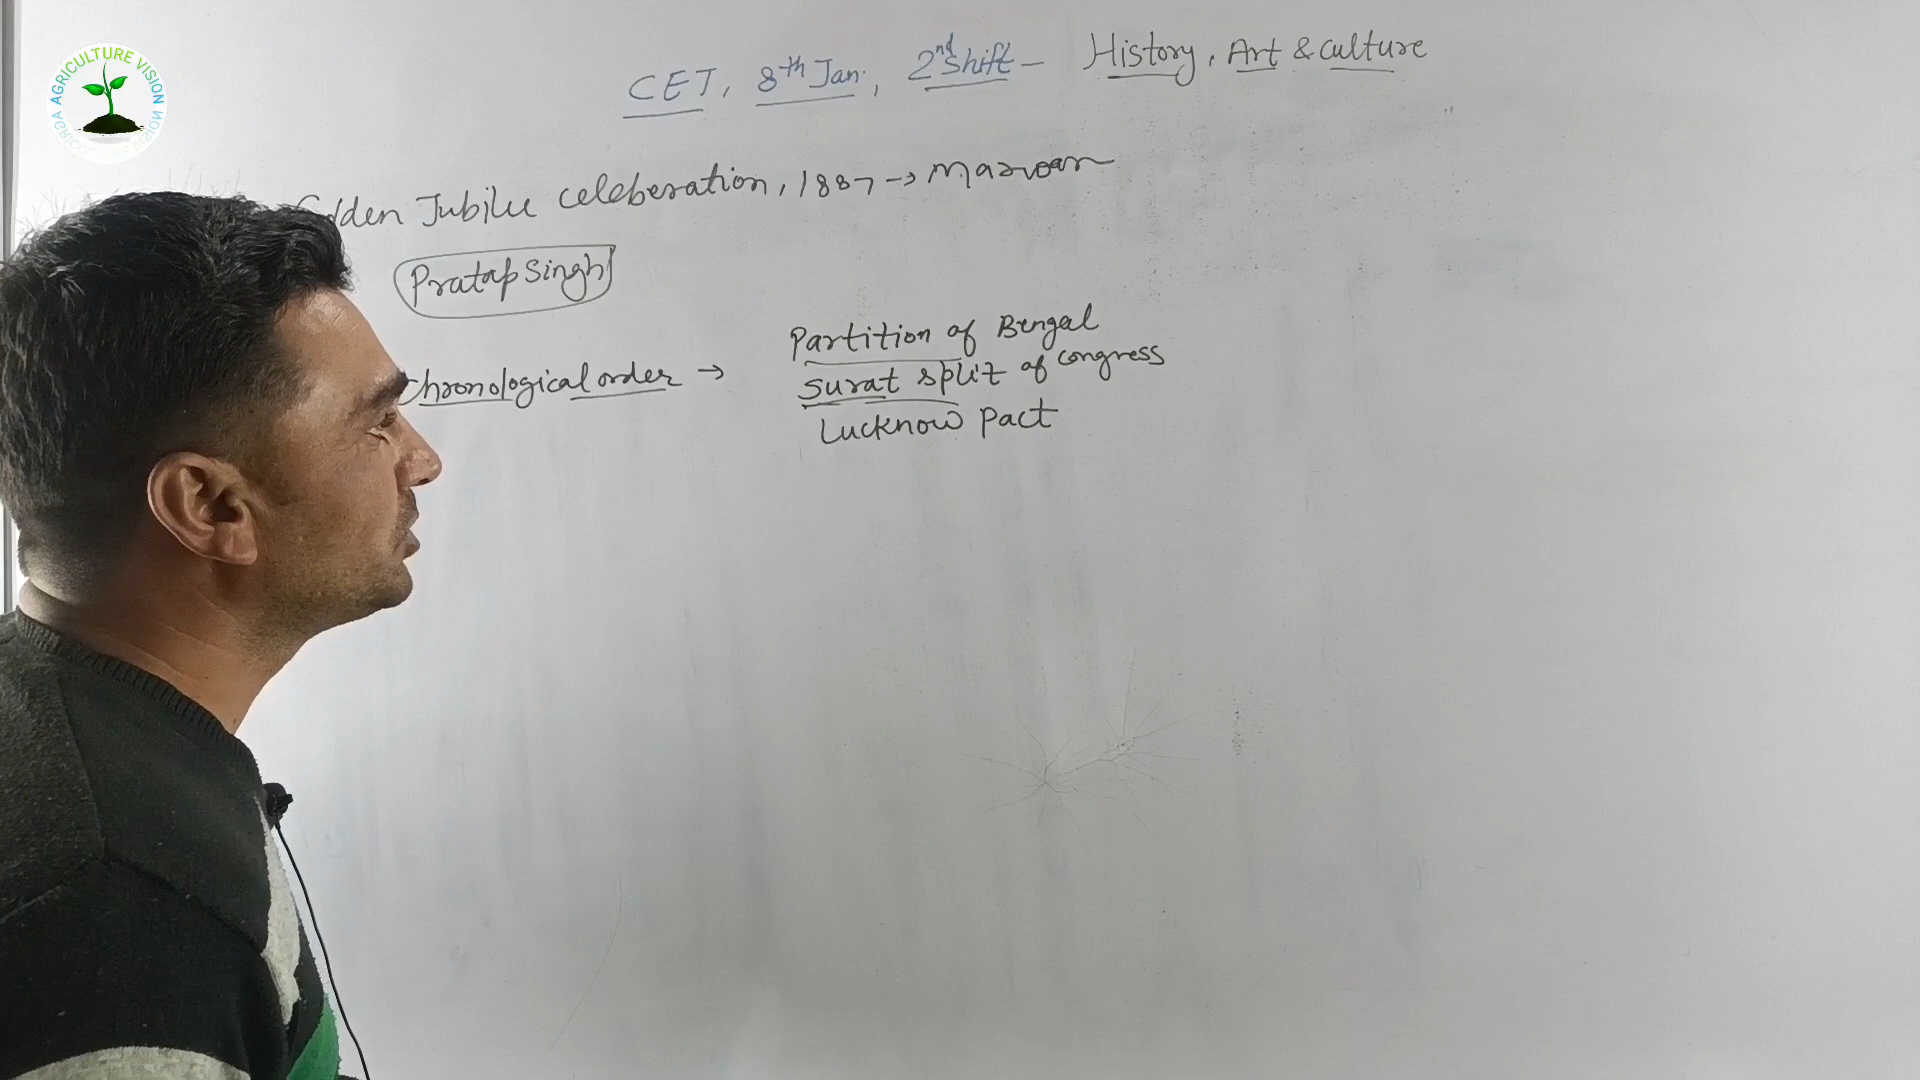 AGRICULTURE VISION
CET, 8th Jan., 2nd Shift - History, Art & culture
Golden Jubilee celeberation, 1887 → Marwar
Pratap Singh
Chronological order →
Partition of Bengal
Surat split of congress
Lucknow pact